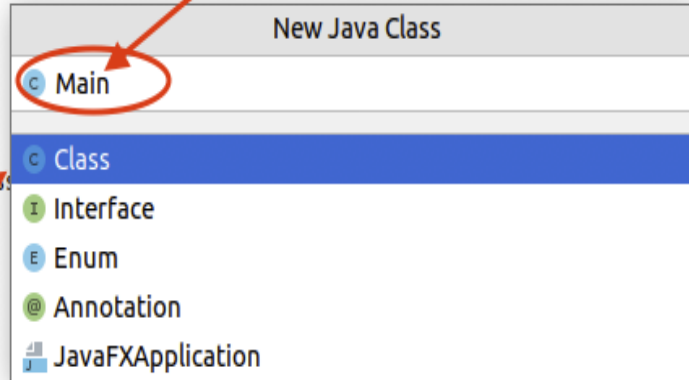 New Java Class
C Main
C Class
I Interface
E Enum
@ Annotation
J JavaFXApplication